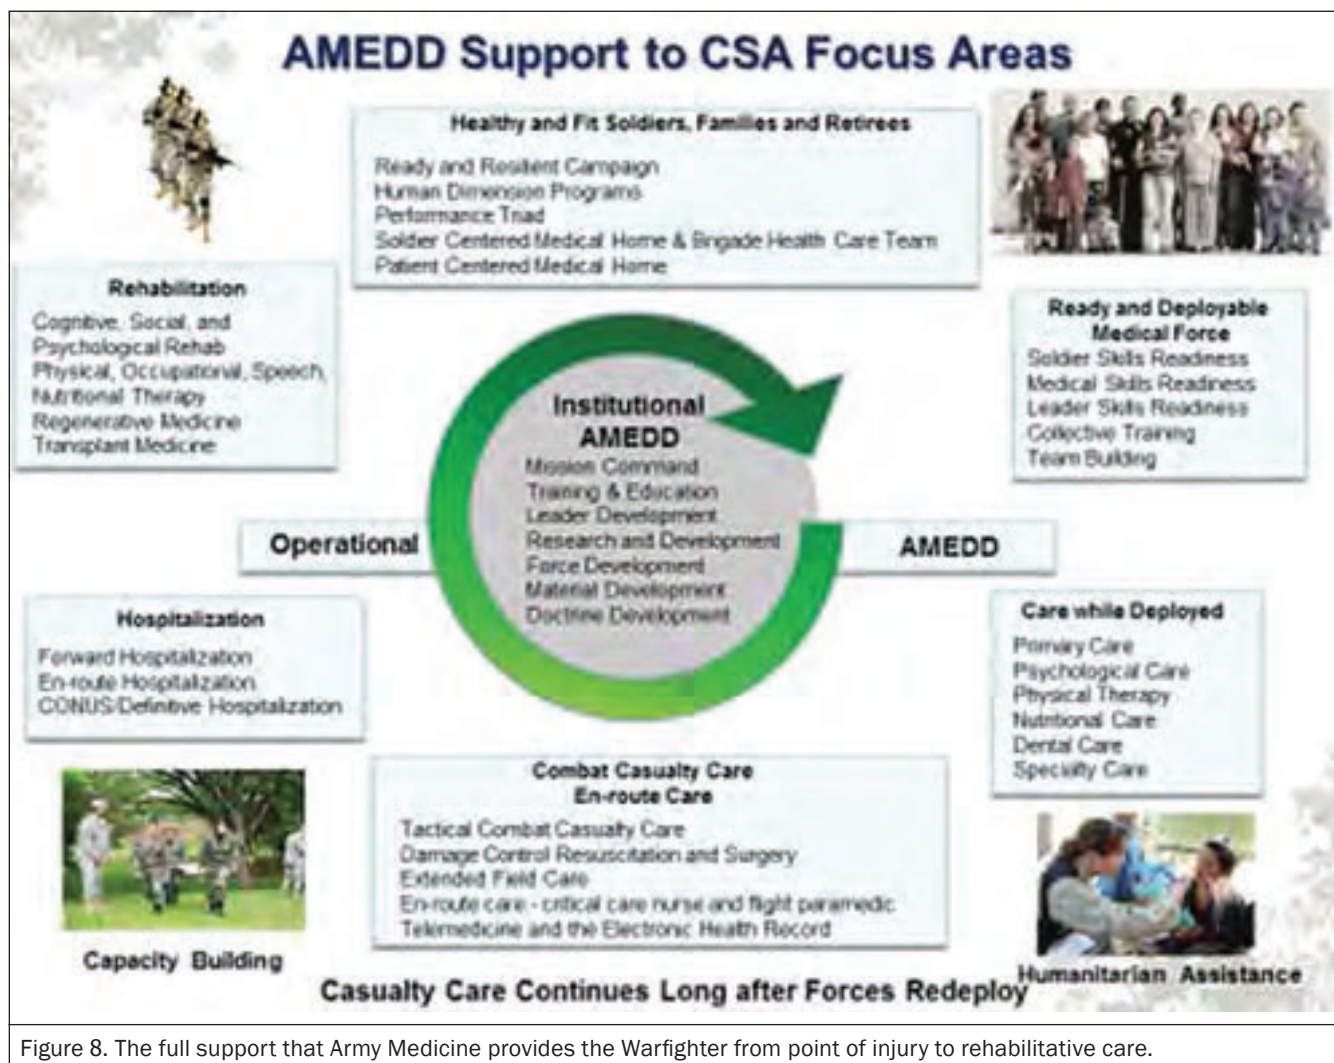 AMEDD Support to CSA Focus Areas
Healthy and Fit Soldiers, Families and Retirees
Ready and Resilient Campaign
Human Dimension Programs
Performance Triad
Soldier Centered Medical Home & Brigade Health Care Team
Patient Centered Medical Home
Rehabilitation
Cognitive, Social, and
Psychological Rehab
Physical, Occupational, Speech,
Nutritional Therapy
Regenerative Medicine
Transplant Medicine
Ready and Deployable
Medical Force
Soldier Skills Readiness
Medical Skills Readiness
Leader Skills Readiness
Collective Training
Team Building
Institutional
AMEDD
Mission Command
Training & Education
Leader Development
Research and Development
Force Development
Material Development
Doctrine Development
Operational
AMEDD
Hospitalization
Forward Hospitalization
En-route Hospitalization
CONUS/Definitive Hospitalization
Care while Deployed
Primary Care
Psychological Care
Physical Therapy
Nutritional Care
Dental Care
Specialty Care
Combat Casualty Care
En-route Care
Tactical Combat Casualty Care
Damage Control Resuscitation and Surgery
Extended Field Care
En-route care - critical care nurse and flight paramedic
Telemedicine and the Electronic Health Record
Capacity Building
Humanitarian Assistance
Casualty Care Continues Long after Forces Redeploy
Figure 8. The full support that Army Medicine provides the Warfighter from point of injury to rehabilitative care.